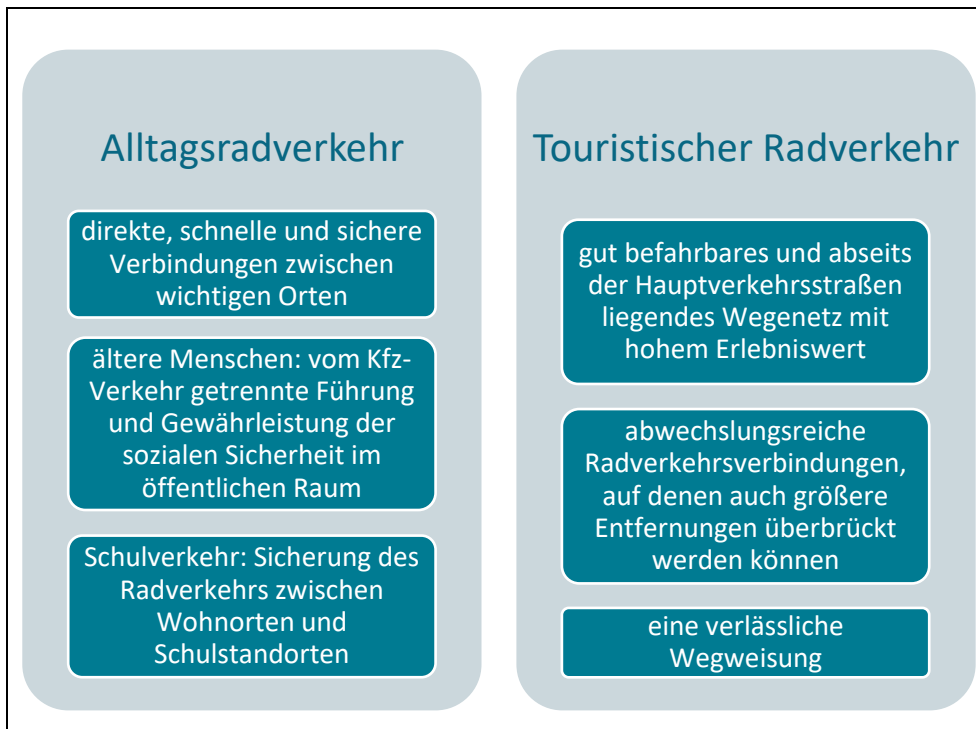 Alltagsradverkehr
direkte, schnelle und sichere
Verbindungen zwischen
wichtigen Orten
ältere Menschen: vom Kfz-
Verkehr getrennte Führung
und Gewährleistung der
sozialen Sicherheit im
öffentlichen Raum
Schulverkehr: Sicherung des
Radverkehrs zwischen
Wohnorten und
Schulstandorten
Touristischer Radverkehr
gut befahrbares und abseits
der Hauptverkehrsstraßen
liegendes Wegenetz mit
hohem Erlebniswert
abwechslungsreiche
Radverkehrsverbindungen,
auf denen auch größere
Entfernungen überbrückt
werden können
eine verlässliche
Wegweisung